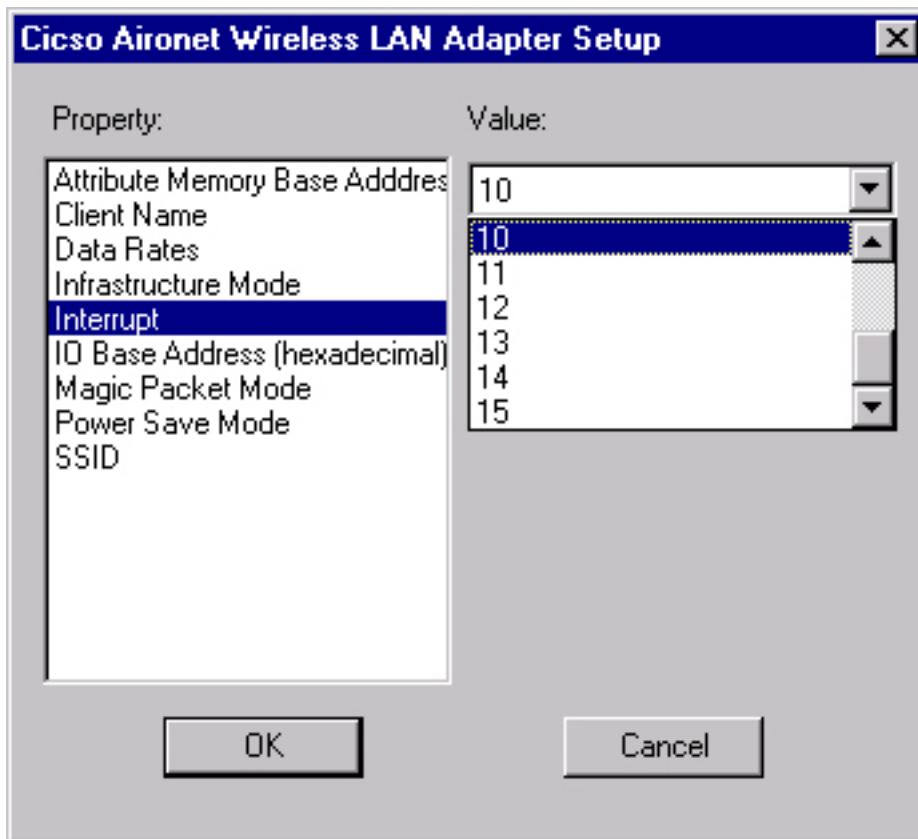 Cicso Aironet Wireless LAN Adapter Setup
Property:
Value:
Attribute Memory Base Adddres
Client Name
Data Rates
Infrastructure Mode
Interrupt
IO Base Address (hexadecimal)
Magic Packet Mode
Power Save Mode
SSID
10
10
11
12
13
14
15
OK
Cancel